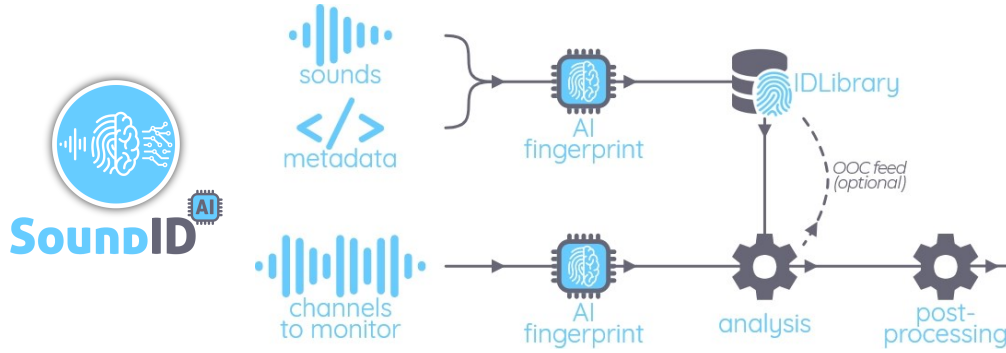 sounds
</>
metadata
AI
fingerprint
IDLibrary
OOC feed
(optional)
AI
SOUNDID
channels
to monitor
AI
fingerprint
analysis
post-
processing